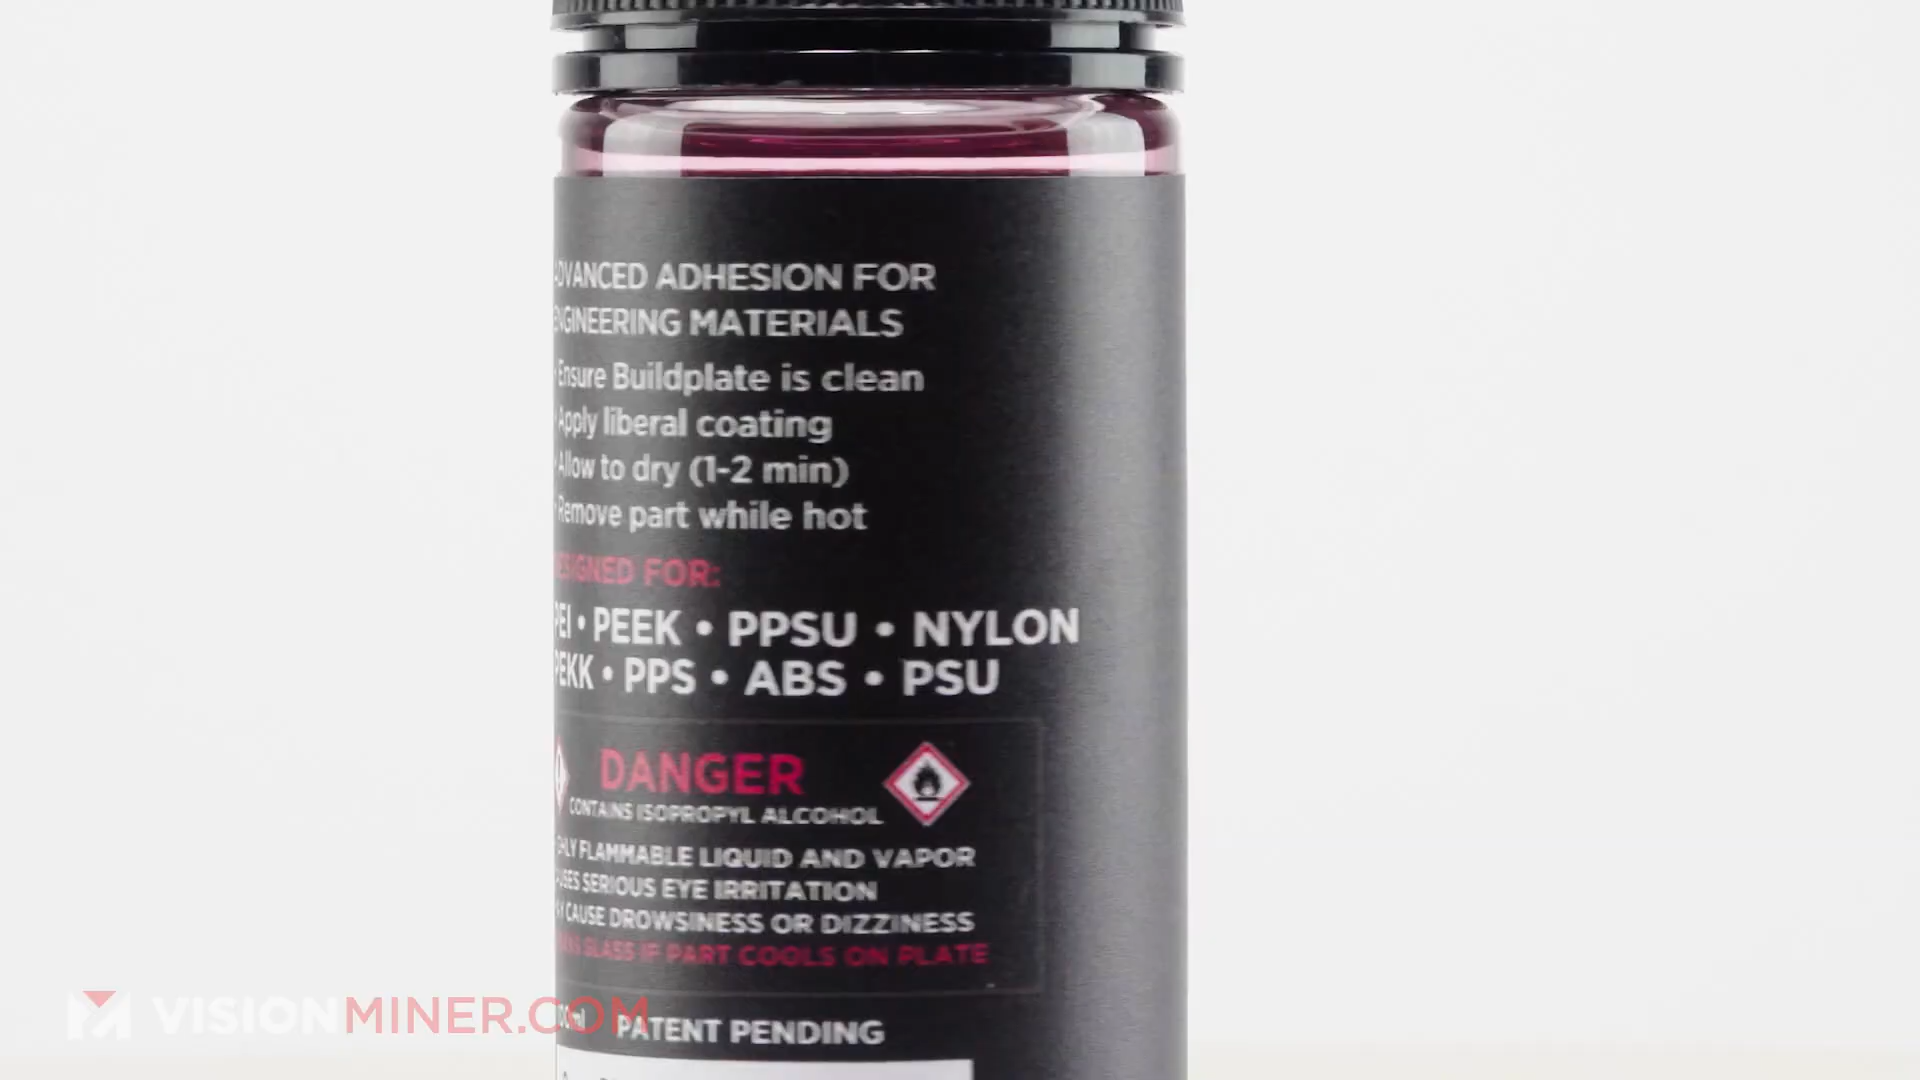 ADVANCED ADHESION FOR
ENGINEERING MATERIALS
• Ensure Buildplate is clean
• Apply liberal coating
• Allow to dry (1-2 min)
• Remove part while hot
DESIGNED FOR:
PEI • PEEK • PPSU • NYLON
PEKK • PPS • ABS • PSU
DANGER
CONTAINS ISOPROPYL ALCOHOL
FLAMMABLE LIQUID AND VAPOR
SERIOUS EYE IRRITATION
CAUSE DROWSINESS OR DIZZINESS
GLASS IF PART COOLS ON PLATE
PATENT PENDING
VISIONMINER.COM